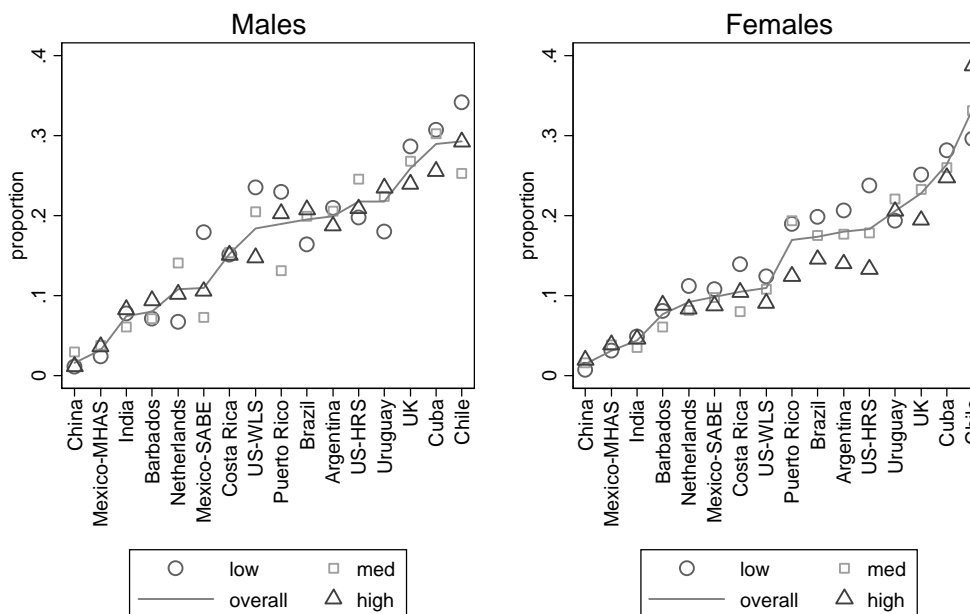 Males
proportion
.4
.3
.2
.1
0
China
Mexico-MHAS
India
Barbados
Netherlands
Mexico-SABE
Costa Rica
US-WLS
Puerto Rico
Brazil
Argentina
US-HRS
Uruguay
UK
Cuba
Chile
low
med
overall
high
Females
proportion
.4
.3
.2
.1
0
China
Mexico-MHAS
India
Barbados
Netherlands
Mexico-SABE
Costa Rica
US-WLS
Puerto Rico
Brazil
Argentina
US-HRS
Uruguay
UK
Cuba
Chile
low
med
overall
high